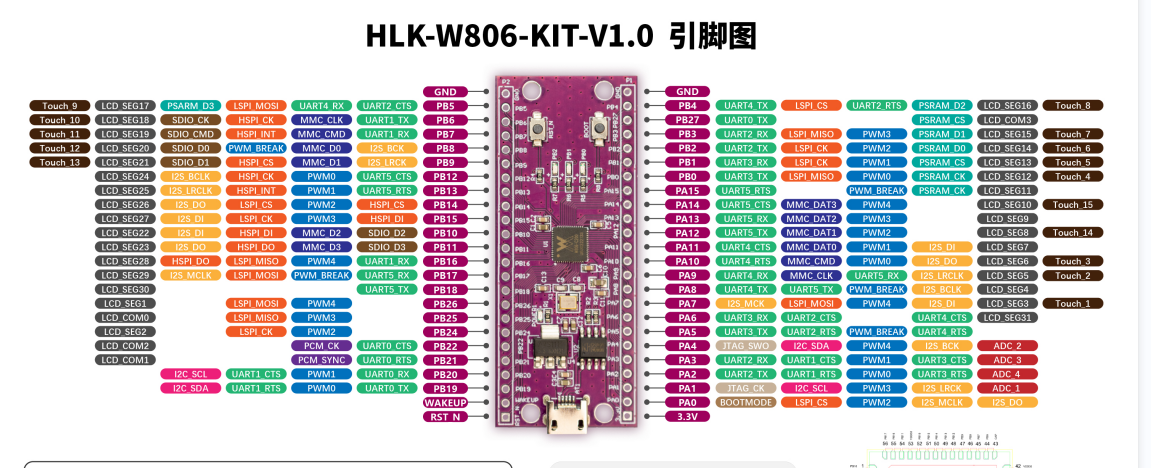 HLK-W806-KIT-V1.0 引脚图
GND GND
Touch_9 LCD_SEG17 PSARM_D3 LSPI_MOSI UART4_RX UART2_CTS PB5 PB4 UART4_TX LSPI_CS UART2_RTS PSRAM_D2 LCD_SEG16 Touch_8
Touch_10 LCD_SEG18 SDIO_CK HSPI_CK MMC_CLK UART1_TX PB6 PB27 UART0_TX PSRAM_CS LCD_COM3
Touch_11 LCD_SEG19 SDIO_CMD HSPI_INT MMC_CMD UART1_RX PB7 PB3 UART2_RX LSPI_MISO PWM3 PSRAM_D1 LCD_SEG15 Touch_7
Touch_12 LCD_SEG20 SDIO_D0 PWM_BREAK MMC_D0 I2S_BCK PB8 PB2 UART2_TX LSPI_CK PWM2 PSRAM_D0 LCD_SEG14 Touch_6
Touch_13 LCD_SEG21 SDIO_D1 HSPI_CS MMC_D1 I2S_LRCK PB9 PB1 UART3_RX LSPI_CK PWM1 PSRAM_CS LCD_SEG13 Touch_5
LCD_SEG24 I2S_BCLK HSPI_CK PWM0 UART5_CTS PB12 PB0 UART3_TX LSPI_MISO PWM3 PSRAM_CK LCD_SEG12 Touch_4
LCD_SEG25 I2S_LRCLK HSPI_INT PWM1 UART5_RTS PB13 PA15 UART5_RTS PWM_BREAK PSRAM_CK LCD_SEG11
LCD_SEG26 I2S_DO LSPI_CS PWM2 HSPI_CS PB14 PA14 UART5_CTS MMC_DAT3 PWM4 LCD_SEG10 Touch_15
LCD_SEG27 I2S_DI LSPI_CK PWM3 HSPI_DI PB15 PA13 UART5_RX MMC_DAT2 PWM3 LCD_SEG9
LCD_SEG22 I2S_DI HSPI_DI MMC_D2 SDIO_D2 PB10 PA12 UART5_TX MMC_DAT1 PWM2 LCD_SEG8 Touch_14
LCD_SEG23 I2S_DO HSPI_DO MMC_D3 SDIO_D3 PB11 PA11 UART4_CTS MMC_DAT0 PWM1 I2S_DI LCD_SEG7
LCD_SEG28 HSPI_DO LSPI_MISO PWM4 UART1_RX PB16 PA10 UART4_RTS MMC_CMD PWM0 I2S_DO LCD_SEG6 Touch_3
LCD_SEG29 I2S_MCLK LSPI_MOSI PWM_BREAK UART5_RX PB17 PA9 UART4_RX MMC_CLK UART5_RX I2S_LRCLK LCD_SEG5 Touch_2
LCD_SEG30 UART5_TX PB18 PA8 UART4_TX UART5_TX PWM_BREAK I2S_BCLK LCD_SEG4
LCD_SEG1 LSPI_MOSI PWM4 PB26 PA7 I2S_MCK LSPI_MOSI PWM4 I2S_DI LCD_SEG3 Touch_1
LCD_COM0 LSPI_MISO PWM3 PB25 PA6 UART3_RX UART2_CTS UART4_CTS LCD_SEG31
LCD_SEG2 LSPI_CK PWM2 PB24 PA5 UART3_TX UART2_RTS PWM_BREAK UART4_RTS
LCD_COM2 PCM_CK UART0_CTS PB22 PA4 JTAG_SWO I2C_SDA PWM4 I2S_BCK ADC_2
LCD_COM1 PCM_SYNC UART0_RTS PB21 PA3 UART2_RX UART1_CTS PWM1 UART3_CTS ADC_3
I2C_SCL UART1_CTS PWM1 UART0_RX PB20 PA2 UART2_TX UART1_RTS PWM0 UART3_RTS ADC_4
I2C_SDA UART1_RTS PWM0 UART0_TX PB19 PA1 JTAG_CK I2C_SCL PWM3 I2S_LRCK ADC_1
WAKEUP PA0 BOOTMODE LSPI_CS PWM2 I2S_MCLK I2S_DO
RST_N 3.3V